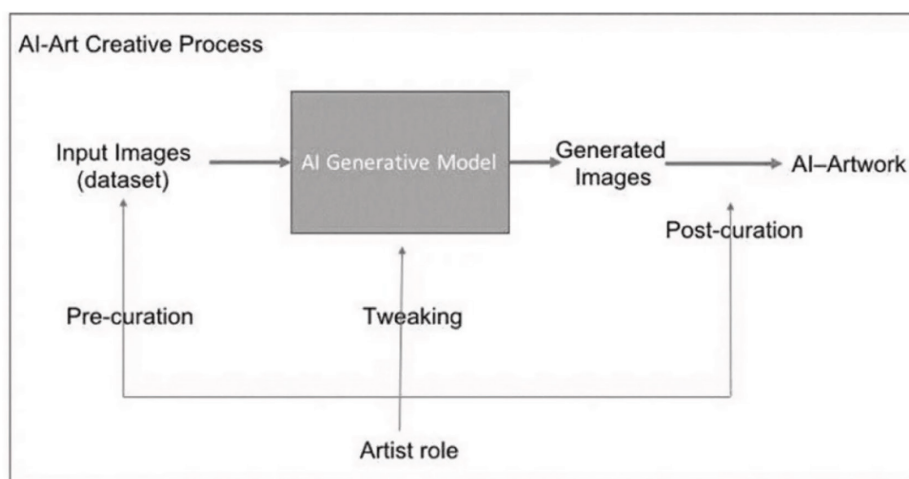 AI-Art Creative Process
Input Images
(dataset)
AI Generative Model
Generated
Images
AI–Artwork
Post-curation
Pre-curation
Tweaking
Artist role